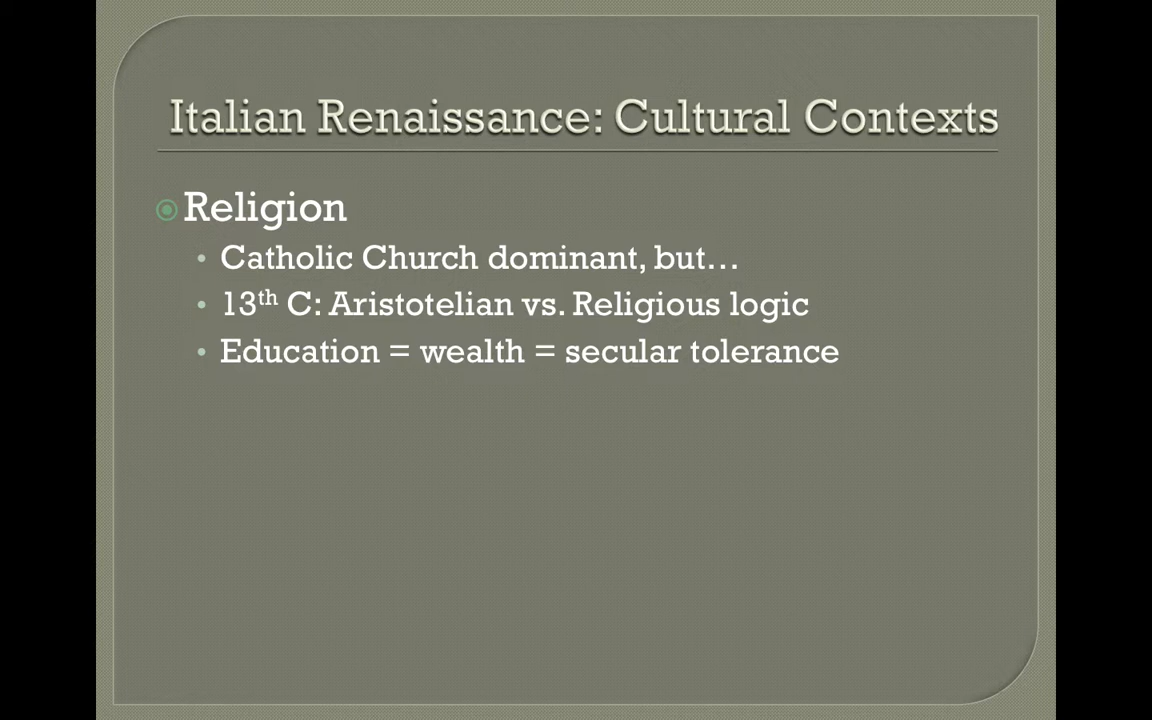 Italian Renaissance: Cultural Contexts
Religion
Catholic Church dominant, but…
13th C: Aristotelian vs. Religious logic
Education = wealth = secular tolerance